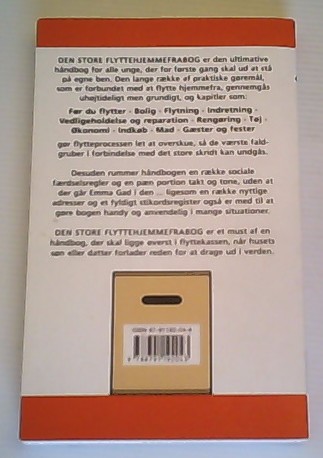 DEN STORE FLYTTEHJEMMEFRABOG er den ultimative
håndbog for alle unge, der for første gang skal ud at stå
på egne ben. Den lange række af praktiske gøremål,
som er forbundet med at flytte hjemmefra, gennemgås
uhøjtideligt men grundigt, og kapitler som:
Før du flytter - Bolig - Flytning - Indretning -
Vedligeholdelse og reparation - Rengøring - Tøj -
Økonomi - Indkøb - Mad - Gæster og fester
gør flytteprocessen let at overskue, så de værste fald-
gruber i forbindelse med det store skridt kan undgås.
Desuden rummer håndbogen en række sociale
færdselsregler og en pæn portion takt og tone, uden at
der går Emma Gad i den ... ligesom en række nyttige
adresser og et fyldigt stikordsregister også er med til at
gøre bogen handy og anvendelig i mange situationer.
DEN STORE FLYTTEHJEMMEFRABOG er et must af en
håndbog, der skal ligge øverst i flyttekassen, når husets
søn eller datter forlader reden for at drage ud i verden.